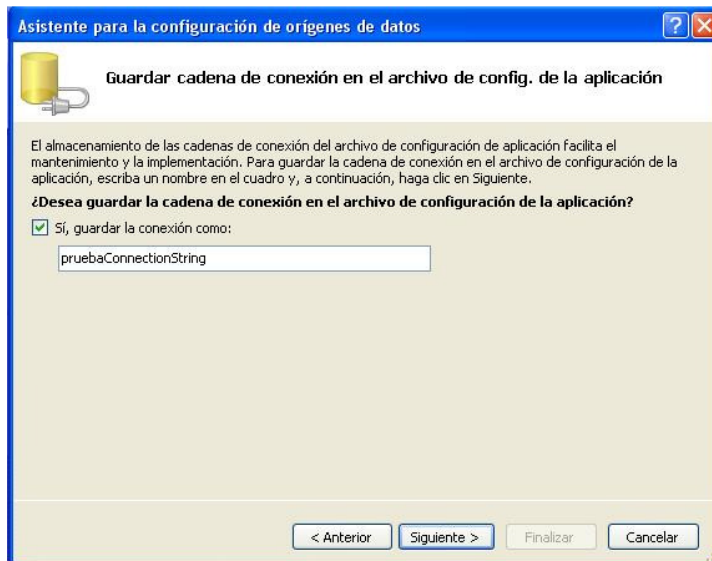 Asistente para la configuración de orígenes de datos
Guardar cadena de conexión en el archivo de config. de la aplicación
El almacenamiento de las cadenas de conexión del archivo de configuración de aplicación facilita el
mantenimiento y la implementación. Para guardar la cadena de conexión en el archivo de configuración de la
aplicación, escriba un nombre en el cuadro y, a continuación, haga clic en Siguiente.
¿Desea guardar la cadena de conexión en el archivo de configuración de la aplicación?
Sí, guardar la conexión como:
pruebaConnectionString
< Anterior Siguiente > Finalizar Cancelar